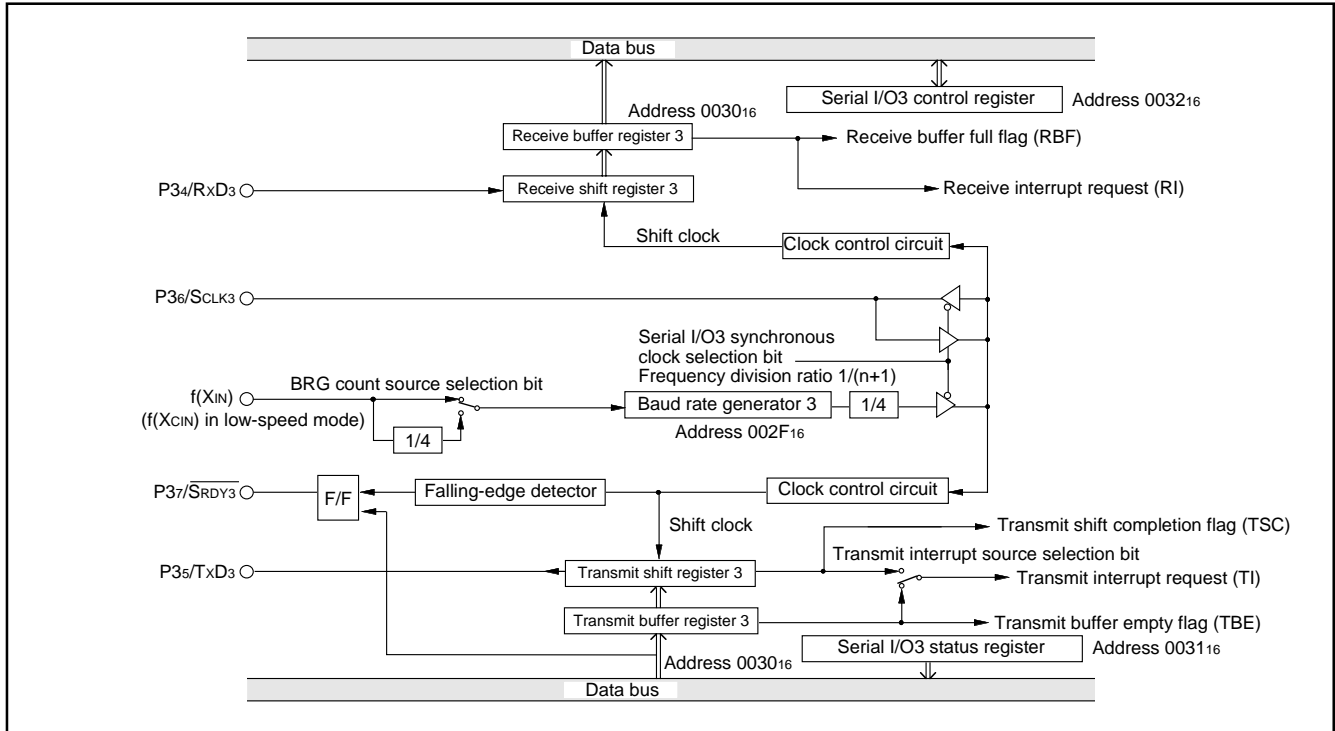 Data bus
Serial I/O3 control register
Address 0032₁₆
Address 0030₁₆
Receive buffer register 3
Receive buffer full flag (RBF)
P3₄/RxD₃
Receive shift register 3
Receive interrupt request (RI)
Shift clock
Clock control circuit
P3₆/SCLK3
Serial I/O3 synchronous
clock selection bit
Frequency division ratio 1/(n+1)
BRG count source selection bit
f(XIN)
(f(XCIN) in low-speed mode)
Baud rate generator 3
1/4
1/4
Address 002F₁₆
P3₇/SRDY3
F/F
Falling-edge detector
Clock control circuit
Shift clock
Transmit shift completion flag (TSC)
Transmit interrupt source selection bit
P3₅/TxD₃
Transmit shift register 3
Transmit interrupt request (TI)
Transmit buffer register 3
Transmit buffer empty flag (TBE)
Serial I/O3 status register
Address 0031₁₆
Address 0030₁₆
Data bus